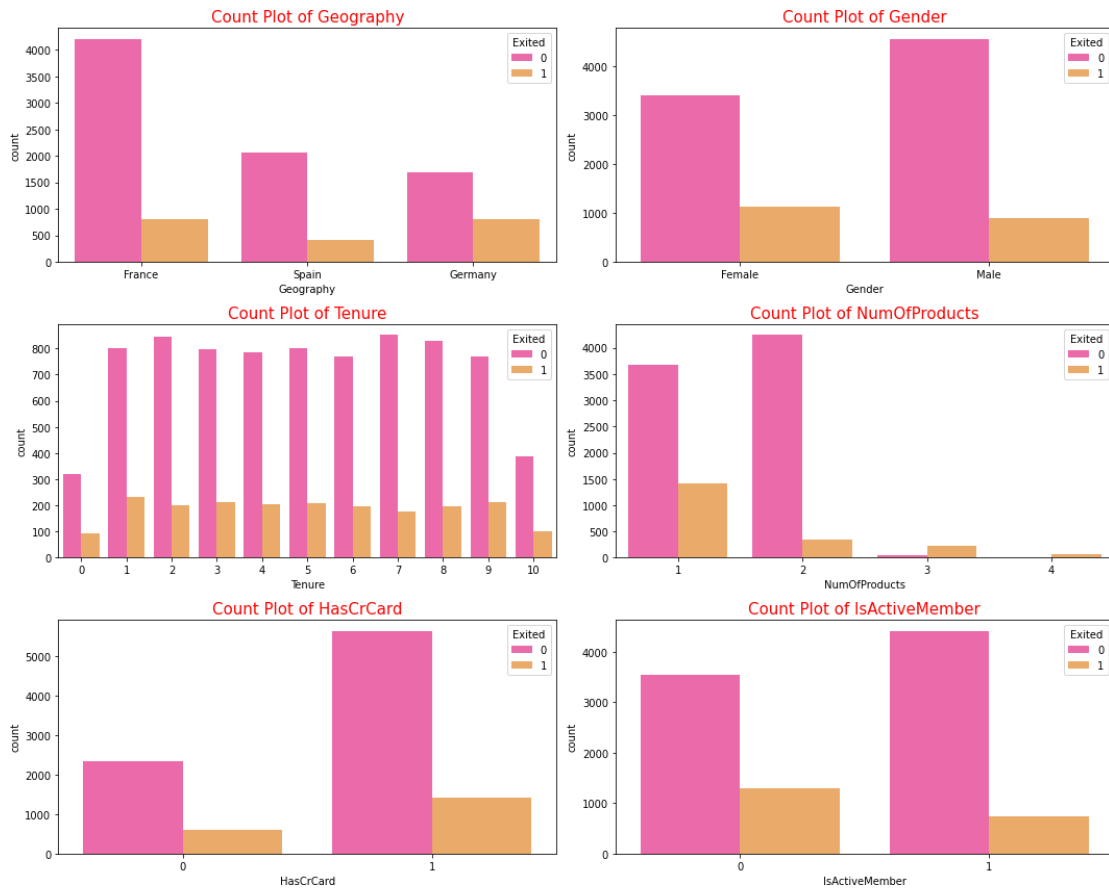 Count Plot of Geography
Exited
0
1
4000
3500
3000
2500
2000
1500
1000
500
0
count
France Spain Germany
Geography
Count Plot of Gender
Exited
0
1
4000
3000
2000
1000
0
count
Female Male
Gender
Count Plot of Tenure
Exited
0
1
800
700
600
500
400
300
200
100
0
count
0 1 2 3 4 5 6 7 8 9 10
Tenure
Count Plot of NumOfProducts
Exited
0
1
4000
3500
3000
2500
2000
1500
1000
500
0
count
1 2 3 4
NumOfProducts
Count Plot of HasCrCard
Exited
0
1
5000
4000
3000
2000
1000
0
count
0 1
HasCrCard
Count Plot of IsActiveMember
Exited
0
1
4000
3000
2000
1000
0
count
0 1
IsActiveMember